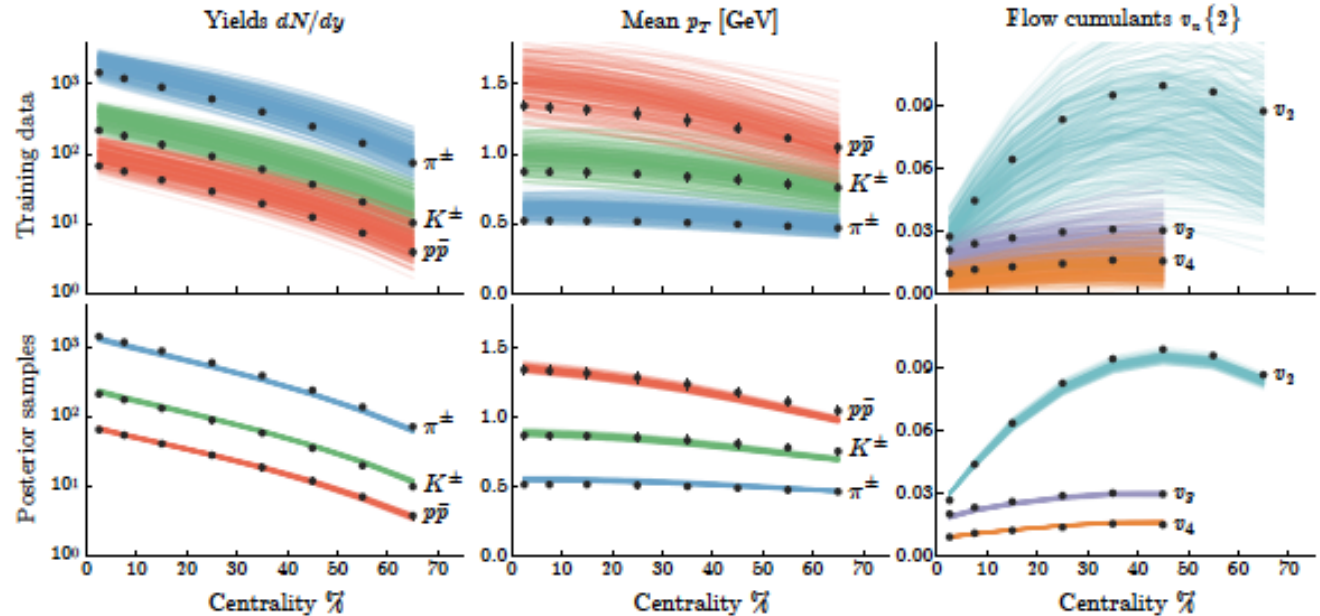 Yields dN/dy
Mean p_T [GeV]
Flow cumulants v_n{2}
Training data
10³
10²
10¹
10⁰
π±
K±
pp̄
1.5
1.0
0.5
0.0
pp̄
K±
π±
0.09
0.06
0.03
0.00
v₂
v₃
v₄
Posterior samples
10³
10²
10¹
10⁰
π±
K±
pp̄
0 10 20 30 40 50 60 70
Centrality %
1.5
1.0
0.5
0.0
pp̄
K±
π±
0 10 20 30 40 50 60 70
Centrality %
0.09
0.06
0.03
0.00
v₂
v₃
v₄
0 10 20 30 40 50 60 70
Centrality %